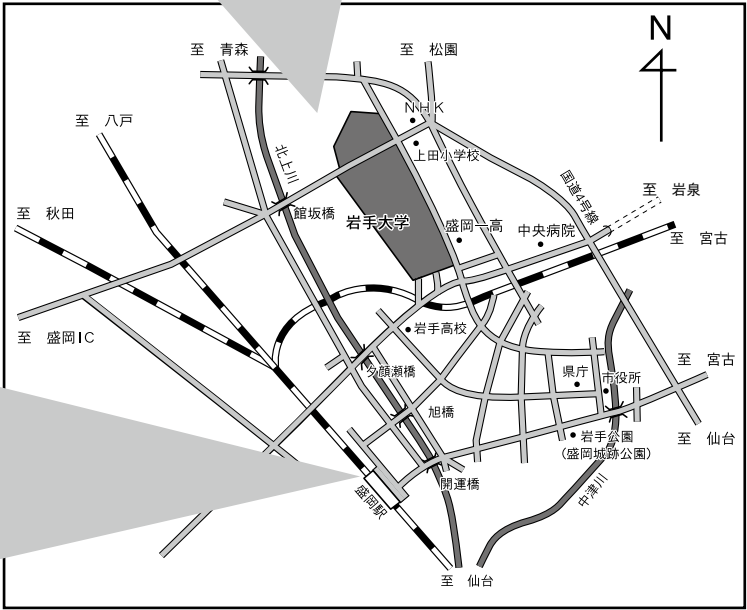 N
至　青森
至　松園
NHK
至　八戸
上田小学校
北上川
国道4号線
至　岩泉
至　秋田
館坂橋
岩手大学
盛岡一高
中央病院
至　宮古
至　盛岡IC
岩手高校
夕顔瀬橋
県庁
市役所
至　宮古
旭橋
岩手公園
(盛岡城跡公園)
至　仙台
開運橋
盛岡駅
中津川
至　仙台